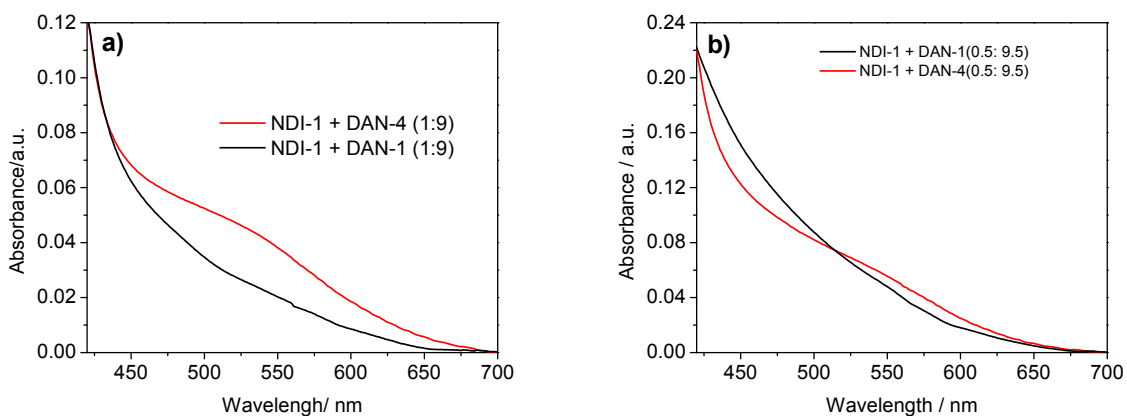 a)
0.12
0.10
0.08
0.06
0.04
0.02
0.00
Absorbance/a.u.
NDI-1 + DAN-4 (1:9)
NDI-1 + DAN-1 (1:9)
450 500 550 600 650 700
Wavelengh/ nm
b)
0.24
0.20
0.16
0.12
0.08
0.04
0.00
Absorbance / a.u.
NDI-1 + DAN-1(0.5: 9.5)
NDI-1 + DAN-4(0.5: 9.5)
450 500 550 600 650 700
Wavelength / nm